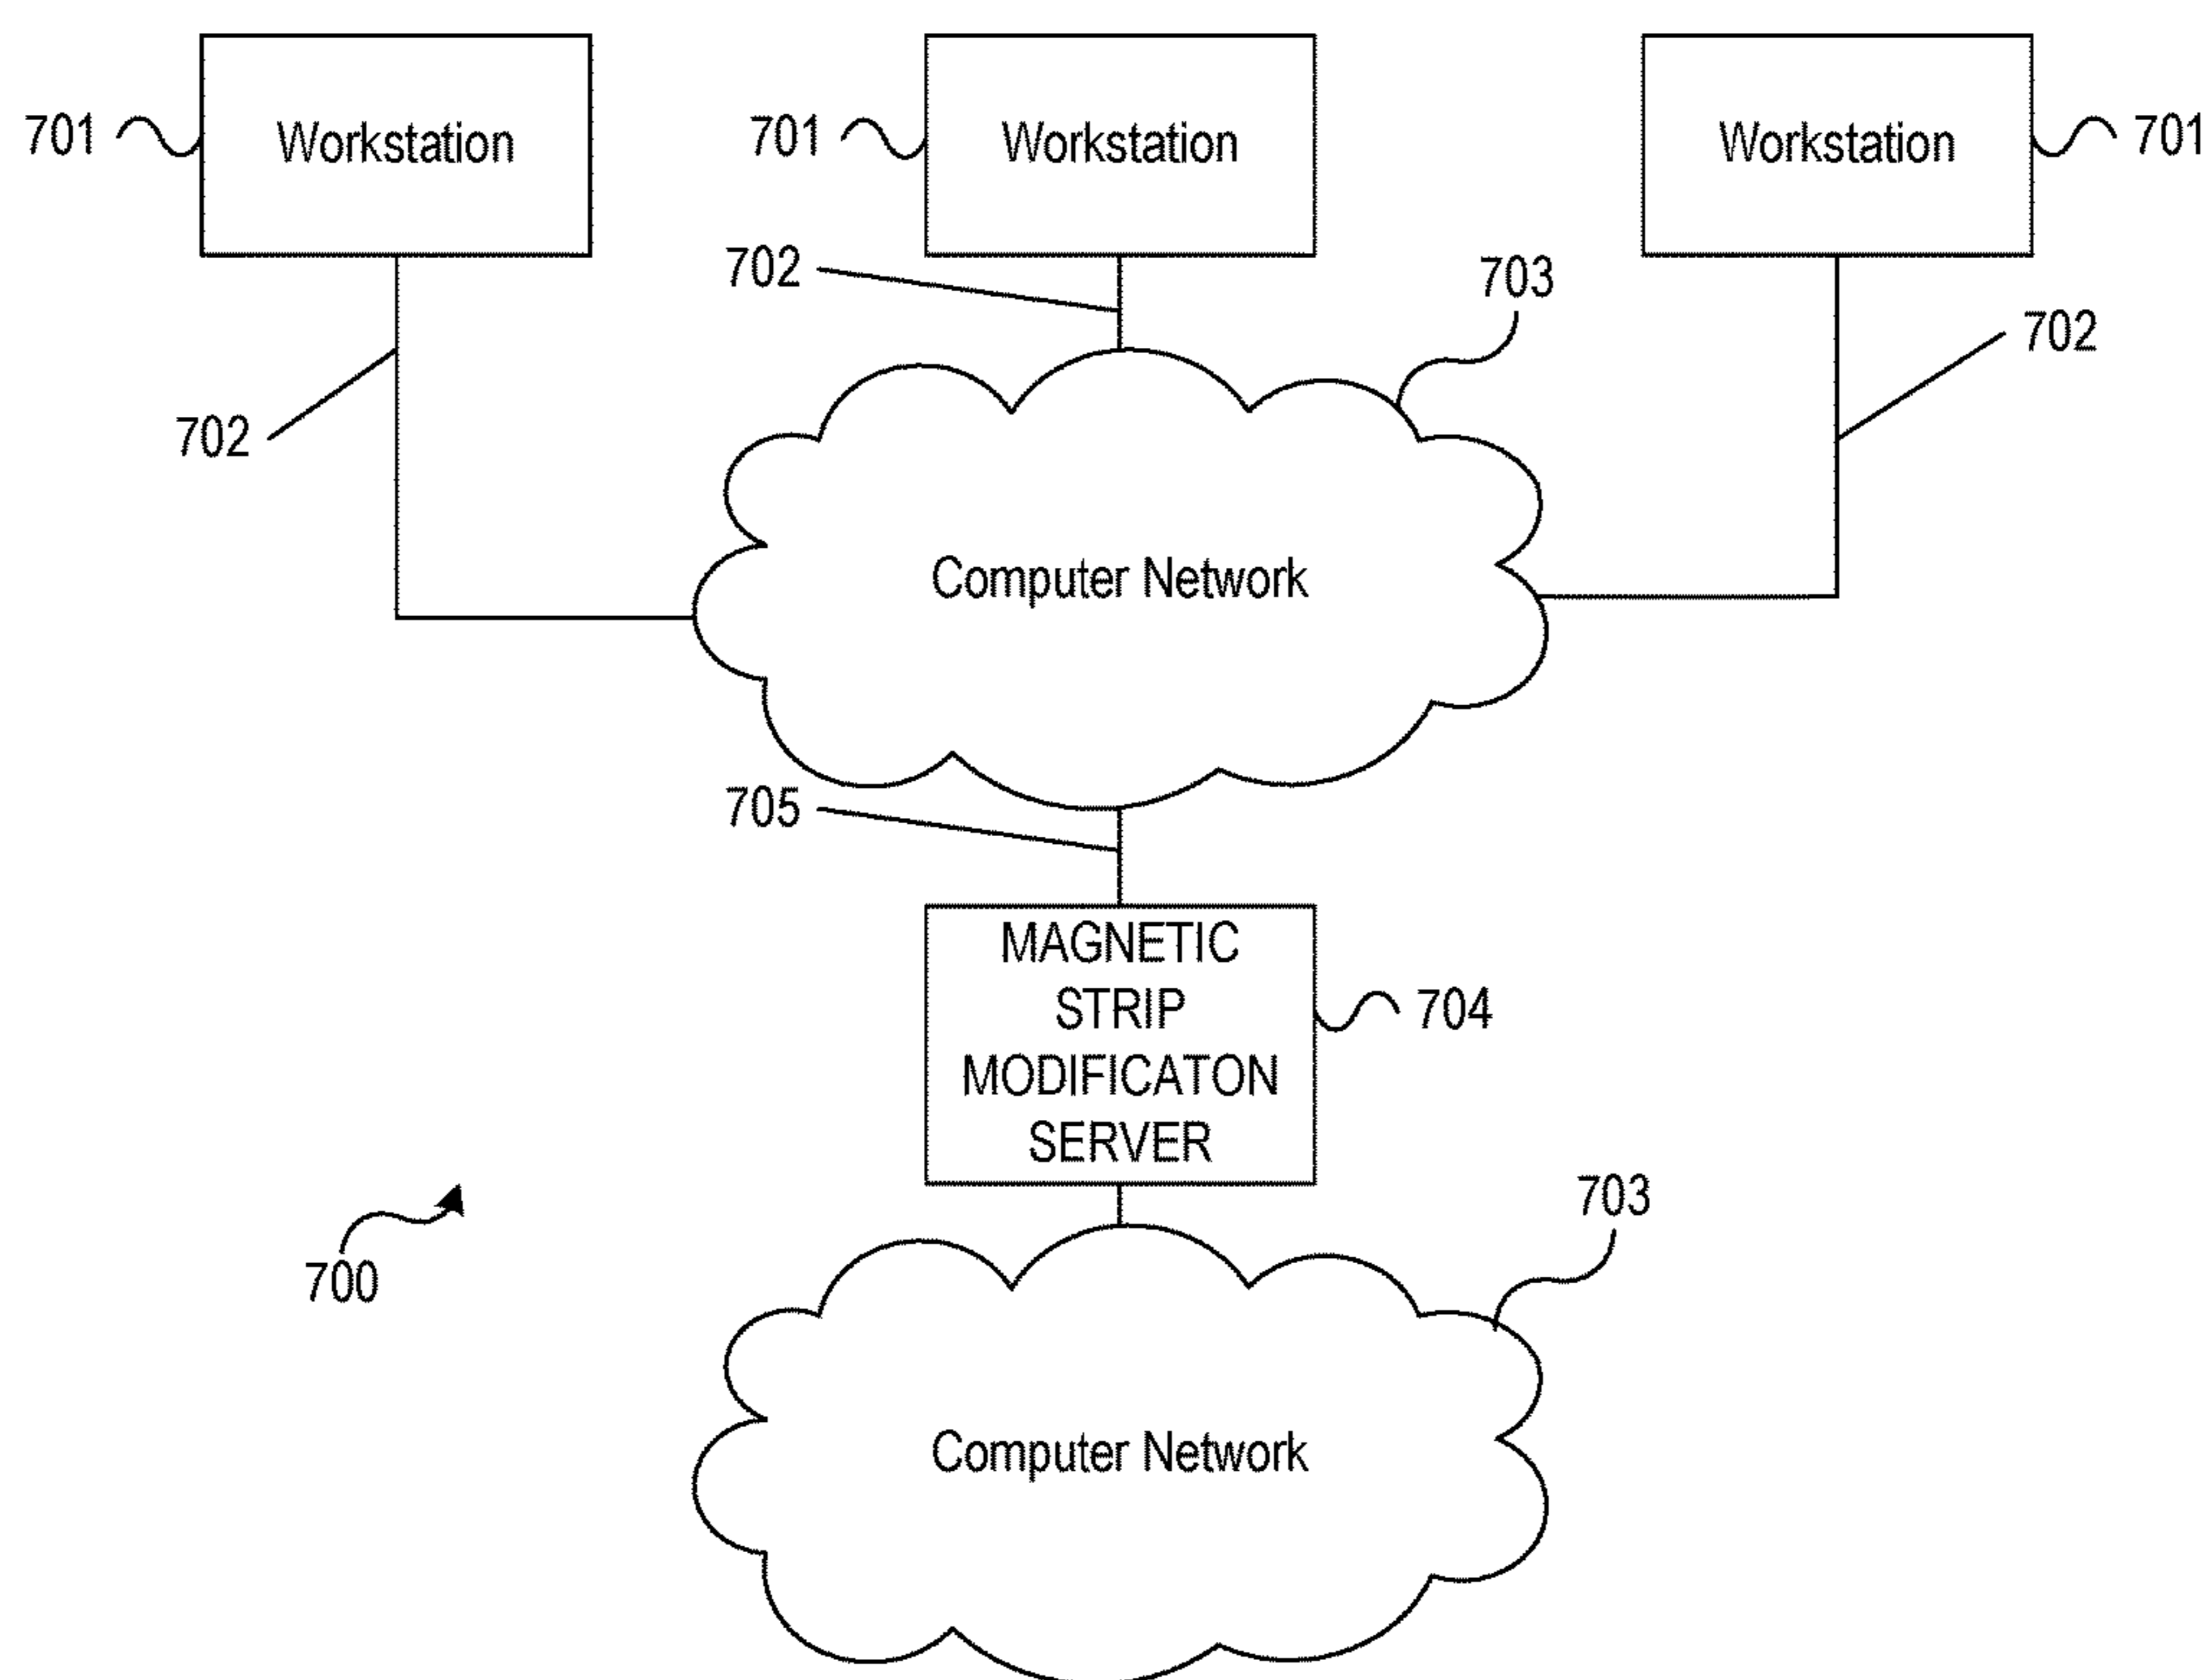 701
Workstation
701
Workstation
Workstation
701
702
703
702
702
Computer Network
705
MAGNETIC
STRIP
MODIFICATON
SERVER
704
703
700
Computer Network